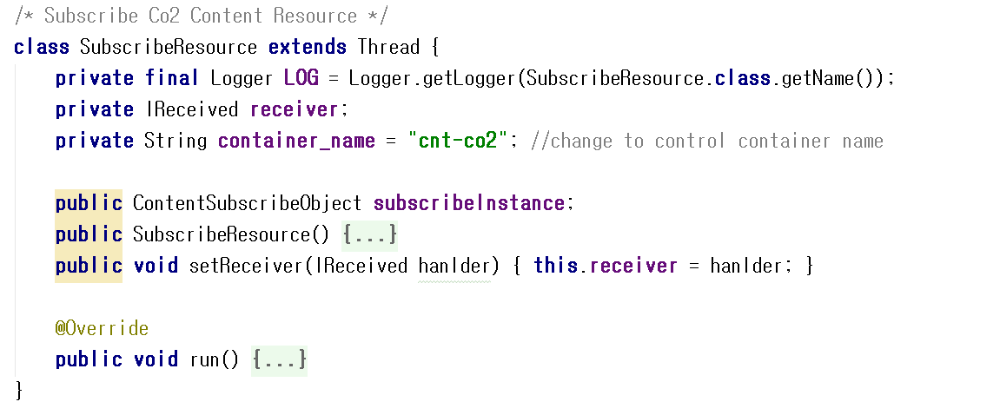 /* Subscribe Co2 Content Resource */
class SubscribeResource extends Thread {
    private final Logger LOG = Logger.getLogger(SubscribeResource.class.getName());
    private IReceived receiver;
    private String container_name = "cnt-co2"; //change to control container name

    public ContentSubscribeObject subscribeInstance;
    public SubscribeResource() {...}
    public void setReceiver(IReceived hanlder) { this.receiver = hanlder; }

    @Override
    public void run() {...}
}